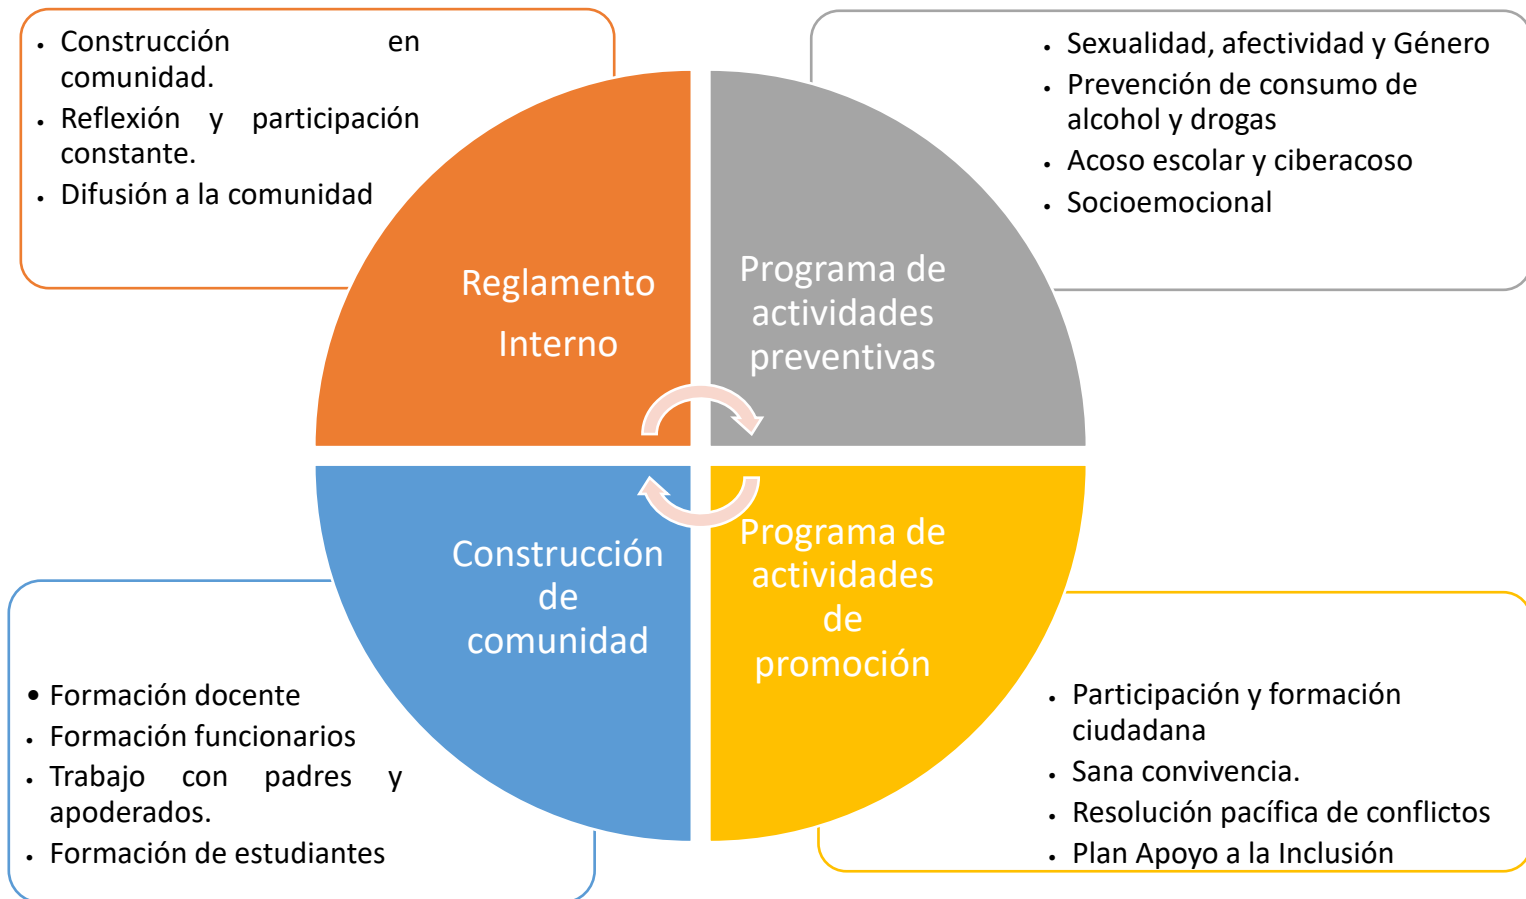 • Construcción en
comunidad.
• Reflexión y participación
constante.
• Difusión a la comunidad
• Sexualidad, afectividad y Género
• Prevención de consumo de
alcohol y drogas
• Acoso escolar y ciberacoso
• Socioemocional
Reglamento
Interno
Programa de
actividades
preventivas
Construcción
de
comunidad
Programa de
actividades
de
promoción
• Formación docente
• Formación funcionarios
• Trabajo con padres y
apoderados.
• Formación de estudiantes
• Participación y formación
ciudadana
• Sana convivencia.
• Resolución pacífica de conflictos
• Plan Apoyo a la Inclusión